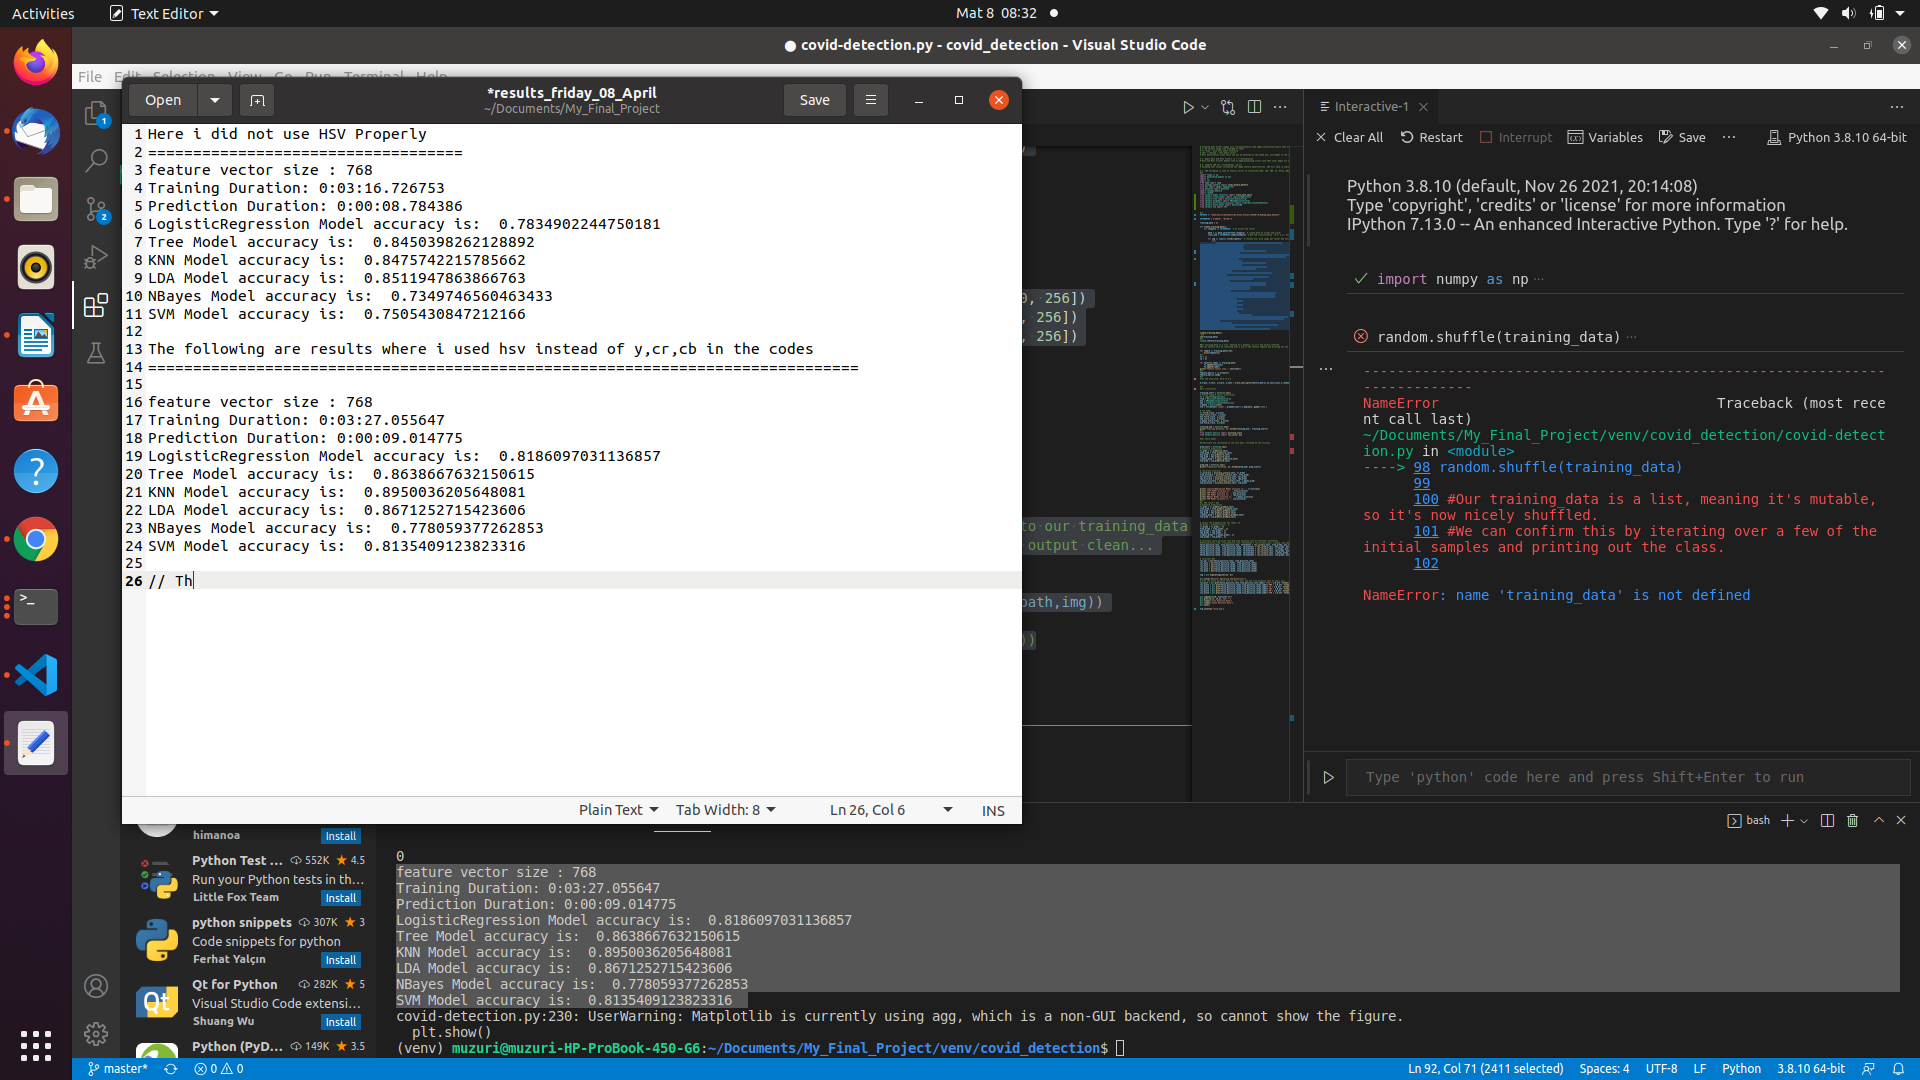 Activities
Text Editor
Mat 8 08:32
● covid-detection.py - covid_detection - Visual Studio Code
File Edit Selection View Go Run Terminal Help
Open
*results_friday_08_April
~/Documents/My_Final_Project
Save
1 Here i did not use HSV Properly
2 ===================================
3 feature vector size : 768
4 Training Duration: 0:03:16.726753
5 Prediction Duration: 0:00:08.784386
6 LogisticRegression Model accuracy is:  0.7834902244750181
7 Tree Model accuracy is:  0.8450398262128892
8 KNN Model accuracy is:  0.8475742215785662
9 LDA Model accuracy is:  0.8511947863866763
10 NBayes Model accuracy is:  0.7349746560463433
11 SVM Model accuracy is:  0.7505430847212166
12
13 The following are results where i used hsv instead of y,cr,cb in the codes
14 ===============================================================================
15
16 feature vector size : 768
17 Training Duration: 0:03:27.055647
18 Prediction Duration: 0:00:09.014775
19 LogisticRegression Model accuracy is:  0.8186097031136857
20 Tree Model accuracy is:  0.8638667632150615
21 KNN Model accuracy is:  0.8950036205648081
22 LDA Model accuracy is:  0.8671252715423606
23 NBayes Model accuracy is:  0.778059377262853
24 SVM Model accuracy is:  0.8135409123823316
25
26 // Th
Plain Text
Tab Width: 8
Ln 26, Col 6
INS
1
2
, 256])
, 256])
, 256])
to our training_data
output clean...
path,img))
))
Interactive-1
Clear All
Restart
Interrupt
Variables
Save
Python 3.8.10 64-bit
Python 3.8.10 (default, Nov 26 2021, 20:14:08)
Type 'copyright', 'credits' or 'license' for more information
IPython 7.13.0 -- An enhanced Interactive Python. Type '?' for help.
import numpy as np ...
random.shuffle(training_data) ...
---------------------------------------------------------------------------
NameError                                 Traceback (most rece
nt call last)
~/Documents/My_Final_Project/venv/covid_detection/covid-detect
ion.py in <module>
----> 98 random.shuffle(training_data)
99
100 #Our training_data is a list, meaning it's mutable,
so it's now nicely shuffled.
101 #We can confirm this by iterating over a few of the
initial samples and printing out the class.
102
NameError: name 'training_data' is not defined
Type 'python' code here and press Shift+Enter to run
bash
himanoa
Install
Python Test ... 552K 4.5
Run your Python tests in th...
Little Fox Team
Install
python snippets 307K 3
Code snippets for python
Ferhat Yalçın
Install
Qt for Python 282K 5
Visual Studio Code extensi...
Shuang Wu
Install
Python (PyD... 149K 3.5
0
feature vector size : 768
Training Duration: 0:03:27.055647
Prediction Duration: 0:00:09.014775
LogisticRegression Model accuracy is:  0.8186097031136857
Tree Model accuracy is:  0.8638667632150615
KNN Model accuracy is:  0.8950036205648081
LDA Model accuracy is:  0.8671252715423606
NBayes Model accuracy is:  0.778059377262853
SVM Model accuracy is:  0.8135409123823316
covid-detection.py:230: UserWarning: Matplotlib is currently using agg, which is a non-GUI backend, so cannot show the figure.
  plt.show()
(venv) muzuri@muzuri-HP-ProBook-450-G6:~/Documents/My_Final_Project/venv/covid_detection$
master*
0
0
Ln 92, Col 71 (2411 selected)
Spaces: 4
UTF-8
LF
Python
3.8.10 64-bit